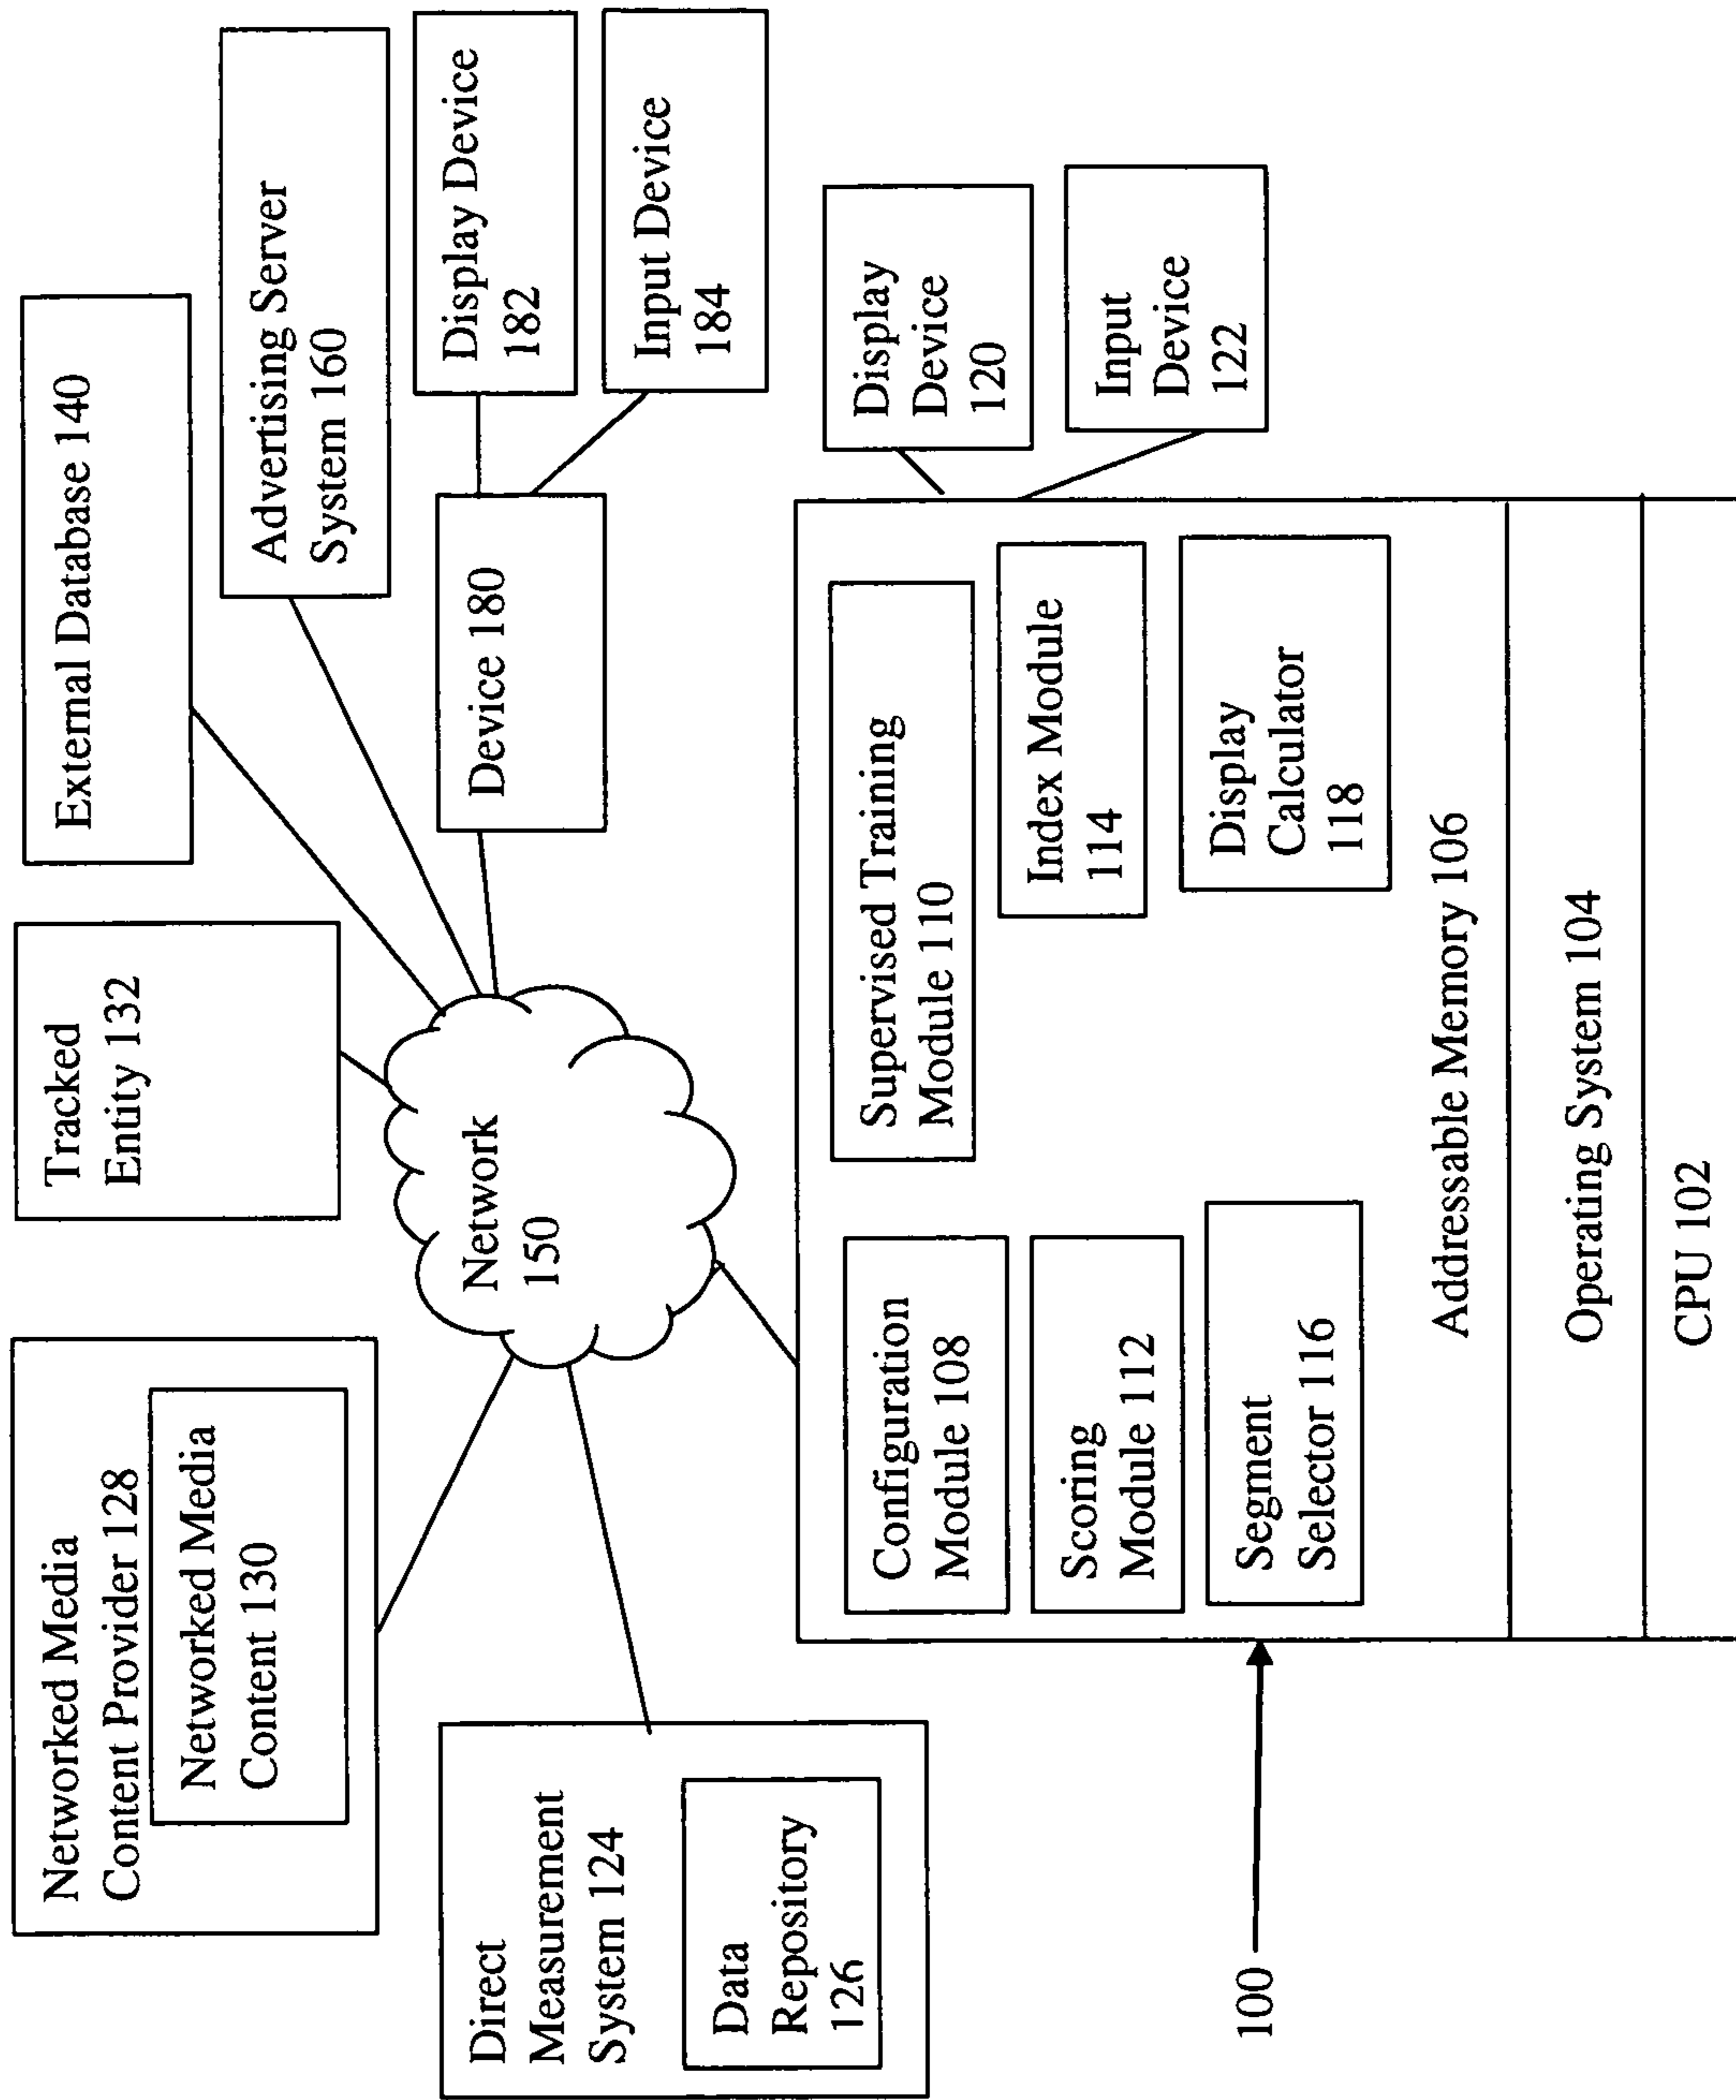 Networked Media
Content Provider 128
Networked Media
Content 130
Tracked
Entity 132
External Database 140
Advertising Server
System 160
Direct
Measurement
System 124
Data
Repository
126
Network
150
Device 180
Display Device
182
Input Device
184
100
Configuration
Module 108
Supervised Training
Module 110
Scoring
Module 112
Index Module
114
Segment
Selector 116
Display
Calculator
118
Addressable Memory 106
Operating System 104
CPU 102
Display
Device
120
Input
Device
122